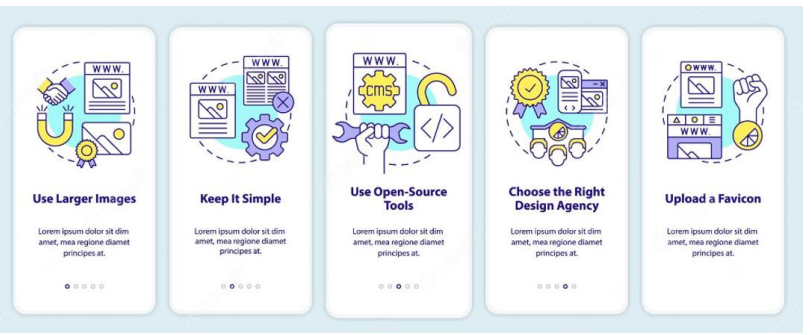 WWW.
Use Larger Images
Lorem ipsum dolor sit dim
amet, mea regione diamet
principes at.
WWW.
WWW.
Keep It Simple
Lorem ipsum dolor sit dim
amet, mea regione diamet
principes at.
WWW.
CMS
</>
Use Open-Source
Tools
Lorem ipsum dolor sit dim
amet, mea regione diamet
principes at.
Choose the Right
Design Agency
Lorem ipsum dolor sit dim
amet, mea regione diamet
principes at.
WWW.
WWW.
Upload a Favicon
Lorem ipsum dolor sit dim
amet, mea regione diamet
principes at.